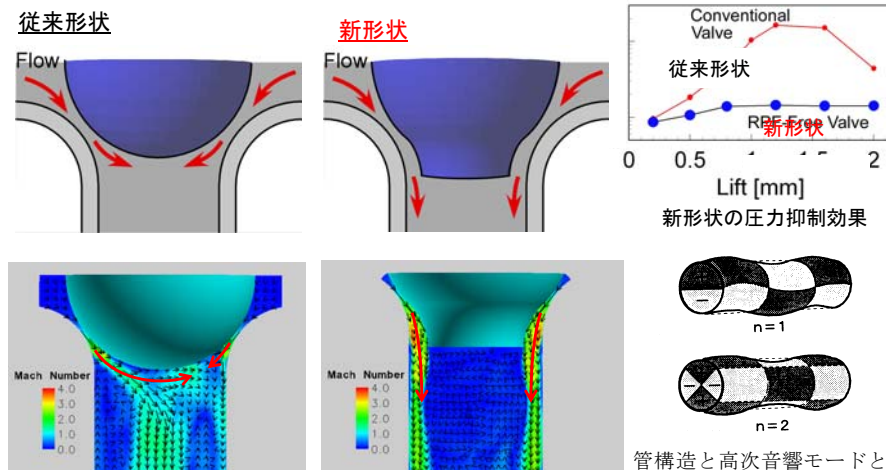 従来形状
新形状
Flow
Flow
Conventional
Valve
従来形状
RPF-Free Valve
新形状
0
0.5
1
1.5
2
Lift [mm]
新形状の圧力抑制効果
n=1
n=2
Mach Number
4.0
3.0
2.0
1.0
0.0
Mach Number
4.0
3.0
2.0
1.0
0.0
管構造と高次音響モードと